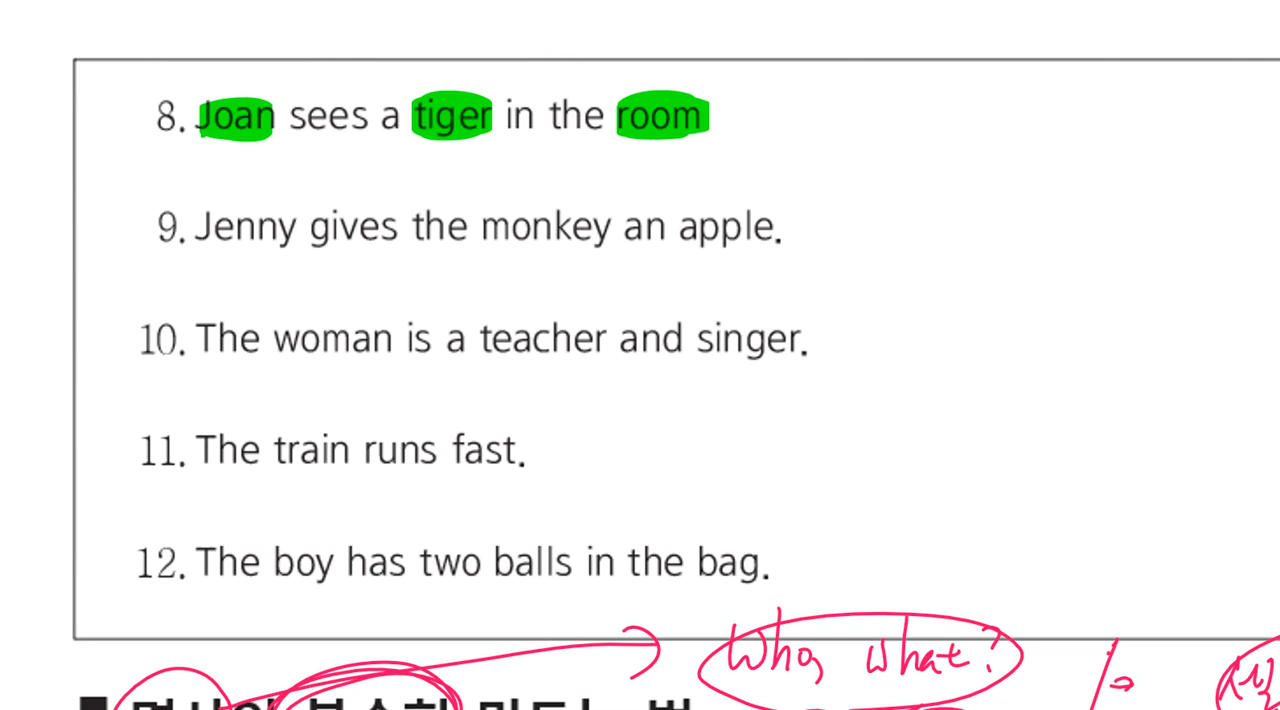 8. Joan sees a tiger in the room
9. Jenny gives the monkey an apple.
10. The woman is a teacher and singer.
11. The train runs fast.
12. The boy has two balls in the bag.
Who, what?